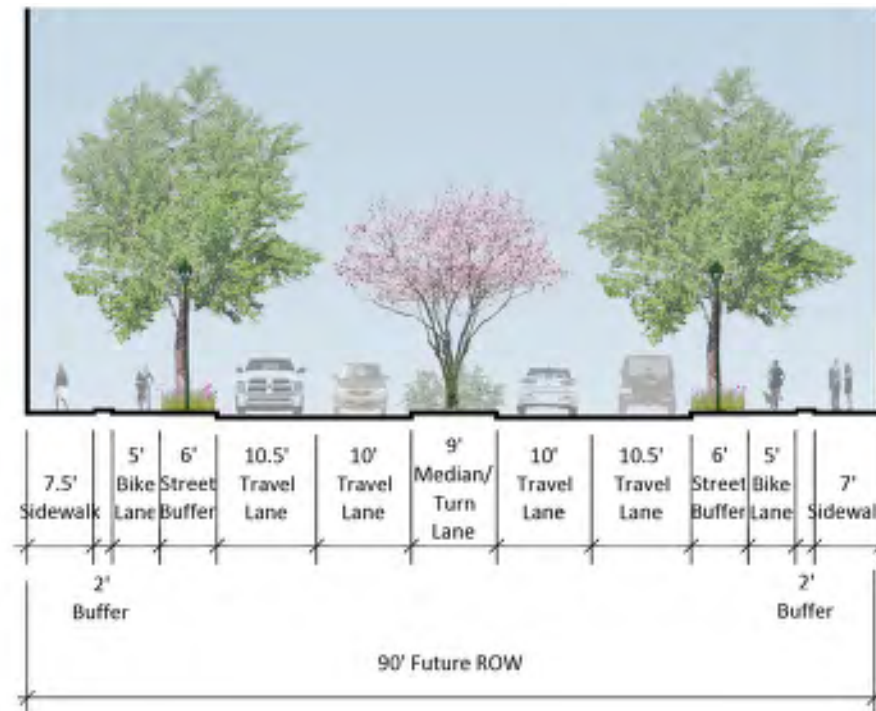 7.5'
Sidewalk
5'
Bike
Lane
6'
Street
Buffer
10.5'
Travel
Lane
10'
Travel
Lane
9'
Median/
Turn
Lane
10'
Travel
Lane
10.5'
Travel
Lane
6'
Street
Buffer
5'
Bike
Lane
7'
Sidewalk
2'
Buffer
2'
Buffer
90' Future ROW